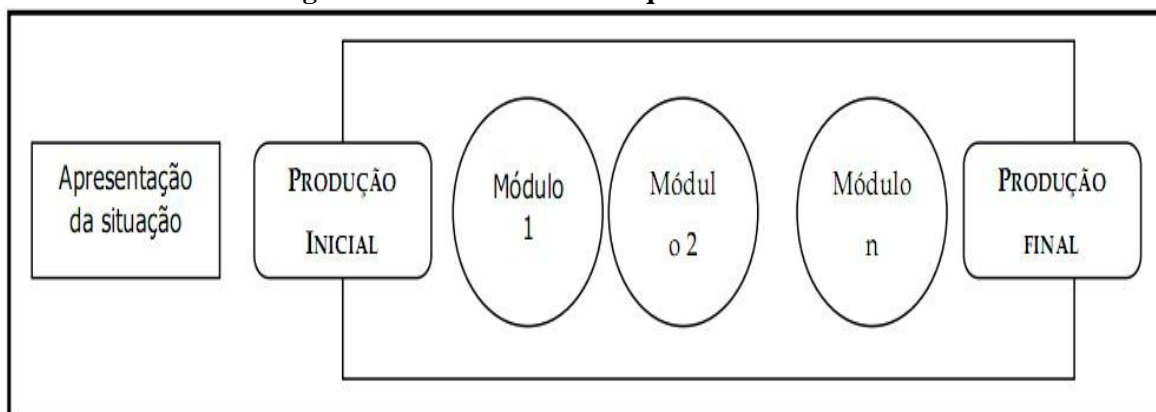 Apresentação
da situação
PRODUÇÃO
INICIAL
Módulo
1
Módul
o 2
Módulo
n
PRODUÇÃO
FINAL